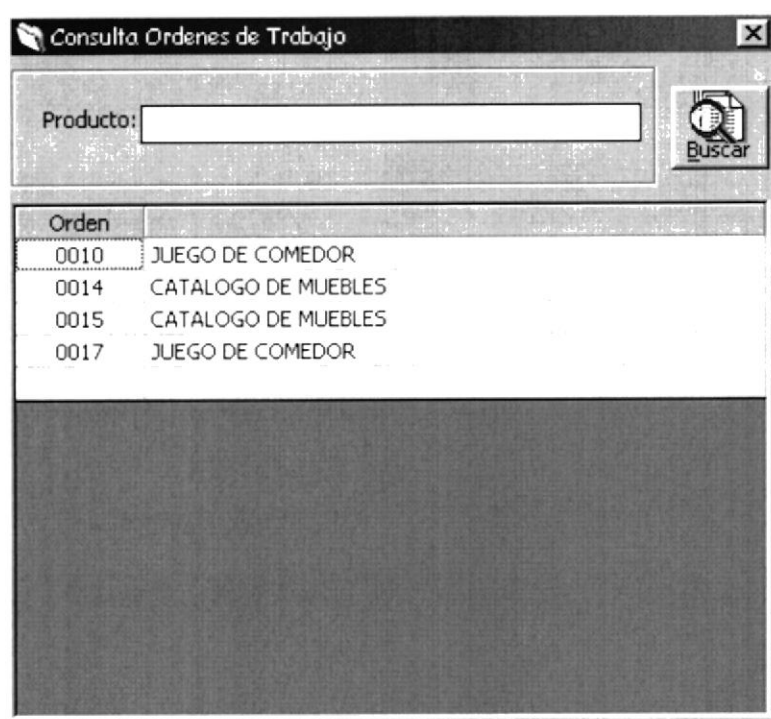 Consulta Ordenes de Trabajo
Producto:
Buscar
Orden
0010 JUEGO DE COMEDOR
0014 CATALOGO DE MUEBLES
0015 CATALOGO DE MUEBLES
0017 JUEGO DE COMEDOR